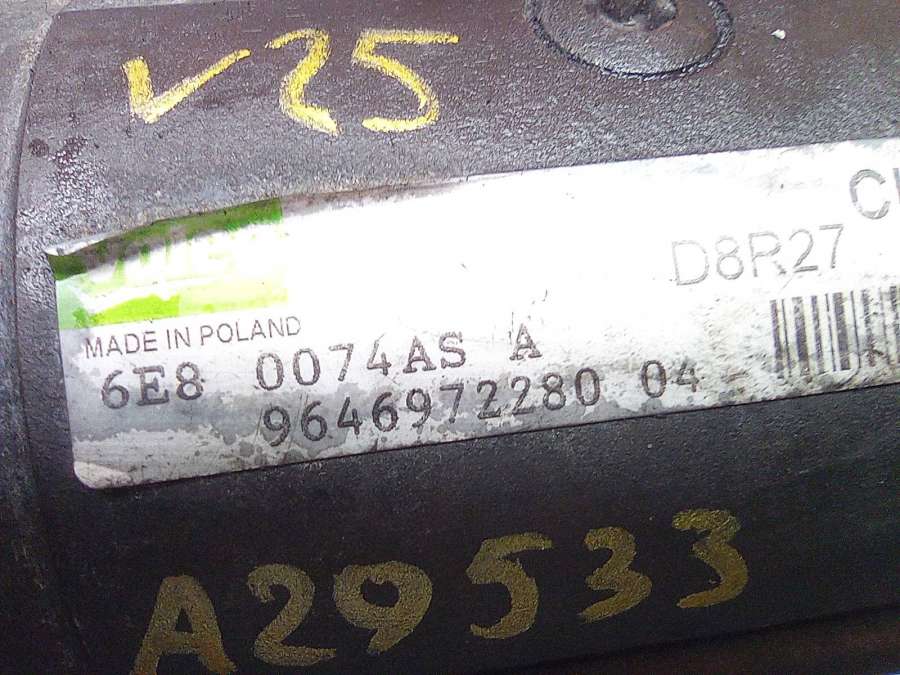 V25
D8R27
MADE IN POLAND
6E8 0074AS A
9646972280 04
A29533